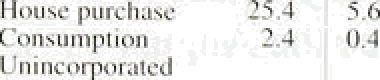 House purchase 25.4 5.6
Consumption 2.4 0.4
Unincorporated